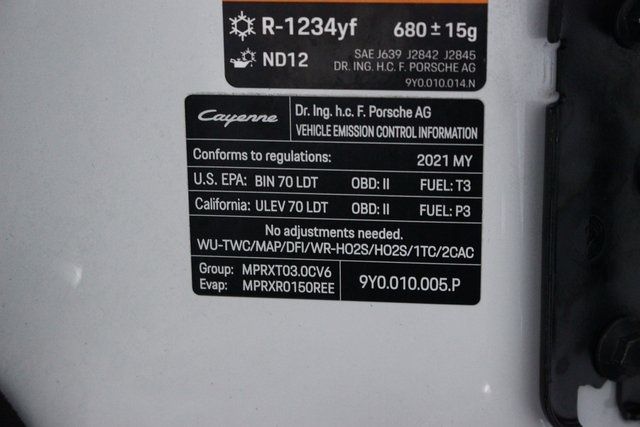 R-1234yf 680 ± 15g
ND12 SAE J639 J2842 J2845
DR. ING. H.C. F. PORSCHE AG
9Y0.010.014.N
Cayenne Dr. Ing. h.c. F. Porsche AG
VEHICLE EMISSION CONTROL INFORMATION
Conforms to regulations: 2021 MY
U.S. EPA: BIN 70 LDT OBD: II FUEL: T3
California: ULEV 70 LDT OBD: II FUEL: P3
No adjustments needed.
WU-TWC/MAP/DFI/WR-HO2S/HO2S/1TC/2CAC
Group: MPRXT03.0CV6
Evap: MPRXR0150REE
9Y0.010.005.P